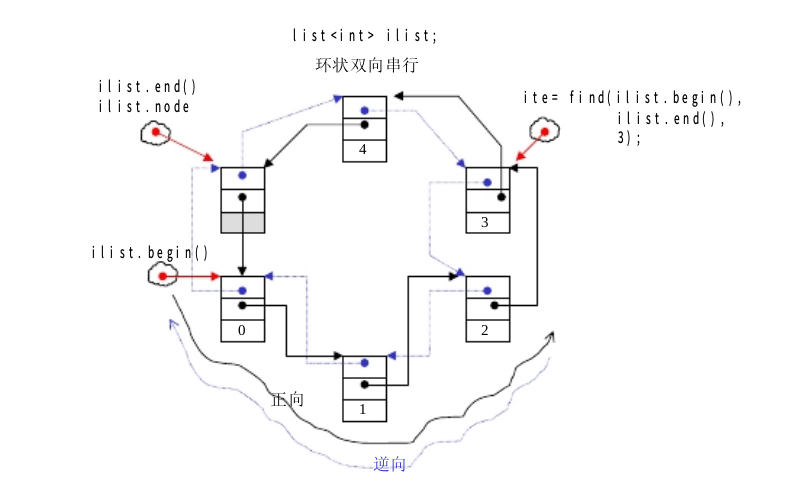 list<int> ilist;
环状双向串行
ilist.end()
ilist.node
ite= find(ilist.begin(),
ilist.end(),
3);
4
3
ilist.begin()
0
2
1
正向
逆向